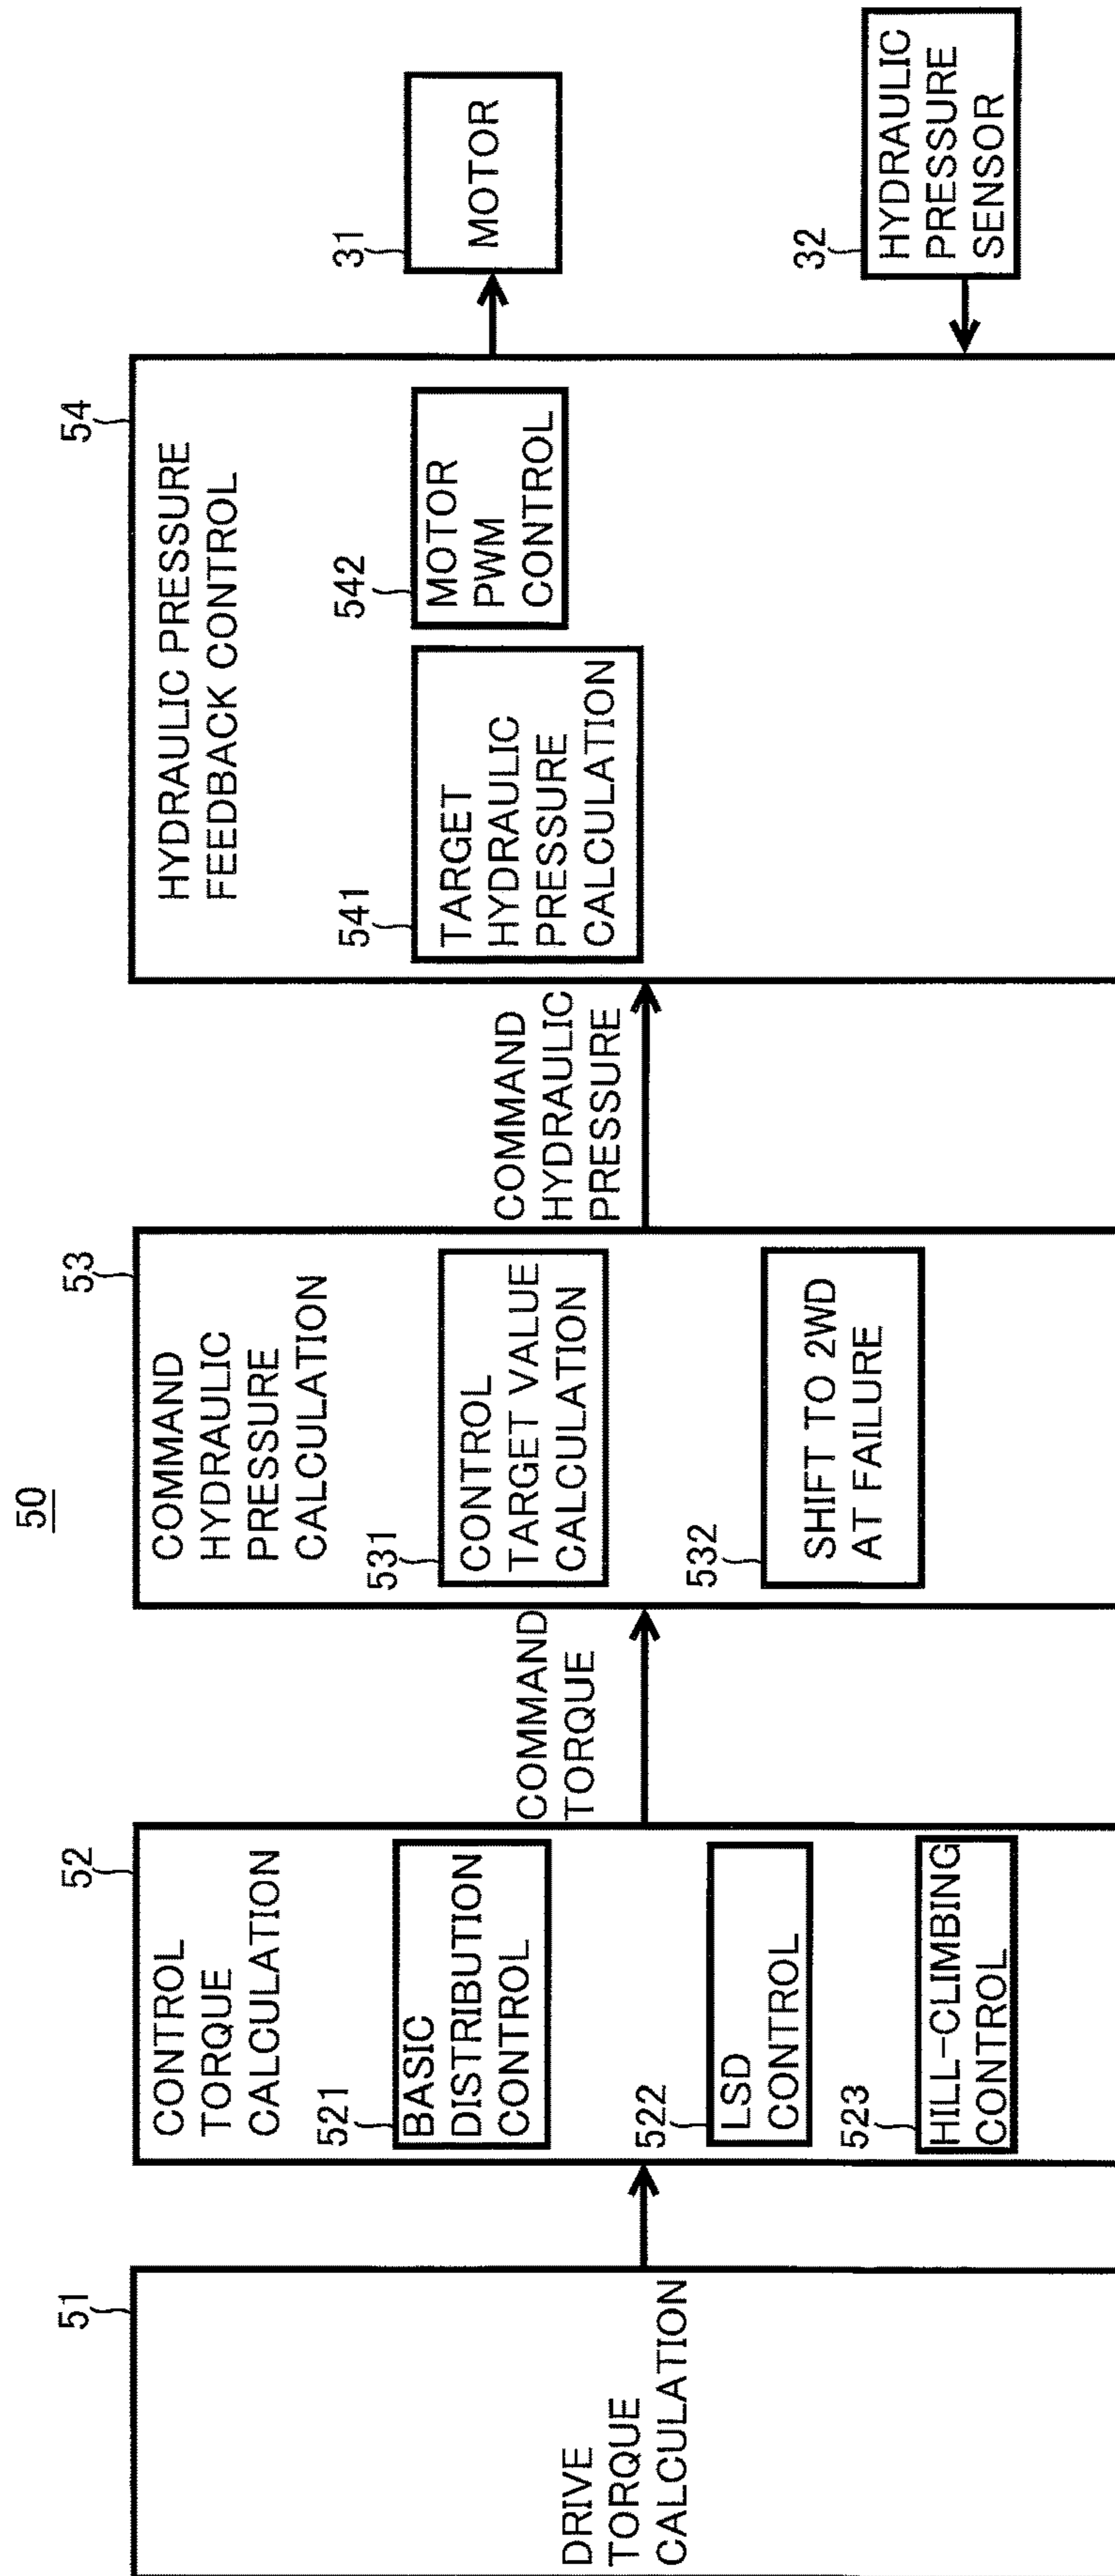 50
51
DRIVE
TORQUE
CALCULATION
52
CONTROL
TORQUE
CALCULATION
521
BASIC
DISTRIBUTION
CONTROL
522
LSD
CONTROL
523
HILL-CLIMBING
CONTROL
COMMAND
TORQUE
53
COMMAND
HYDRAULIC
PRESSURE
CALCULATION
531
CONTROL
TARGET VALUE
CALCULATION
532
SHIFT TO 2WD
AT FAILURE
COMMAND
HYDRAULIC
PRESSURE
54
HYDRAULIC PRESSURE
FEEDBACK CONTROL
541
TARGET
HYDRAULIC
PRESSURE
CALCULATION
542
MOTOR
PWM
CONTROL
31
MOTOR
32
HYDRAULIC
PRESSURE
SENSOR